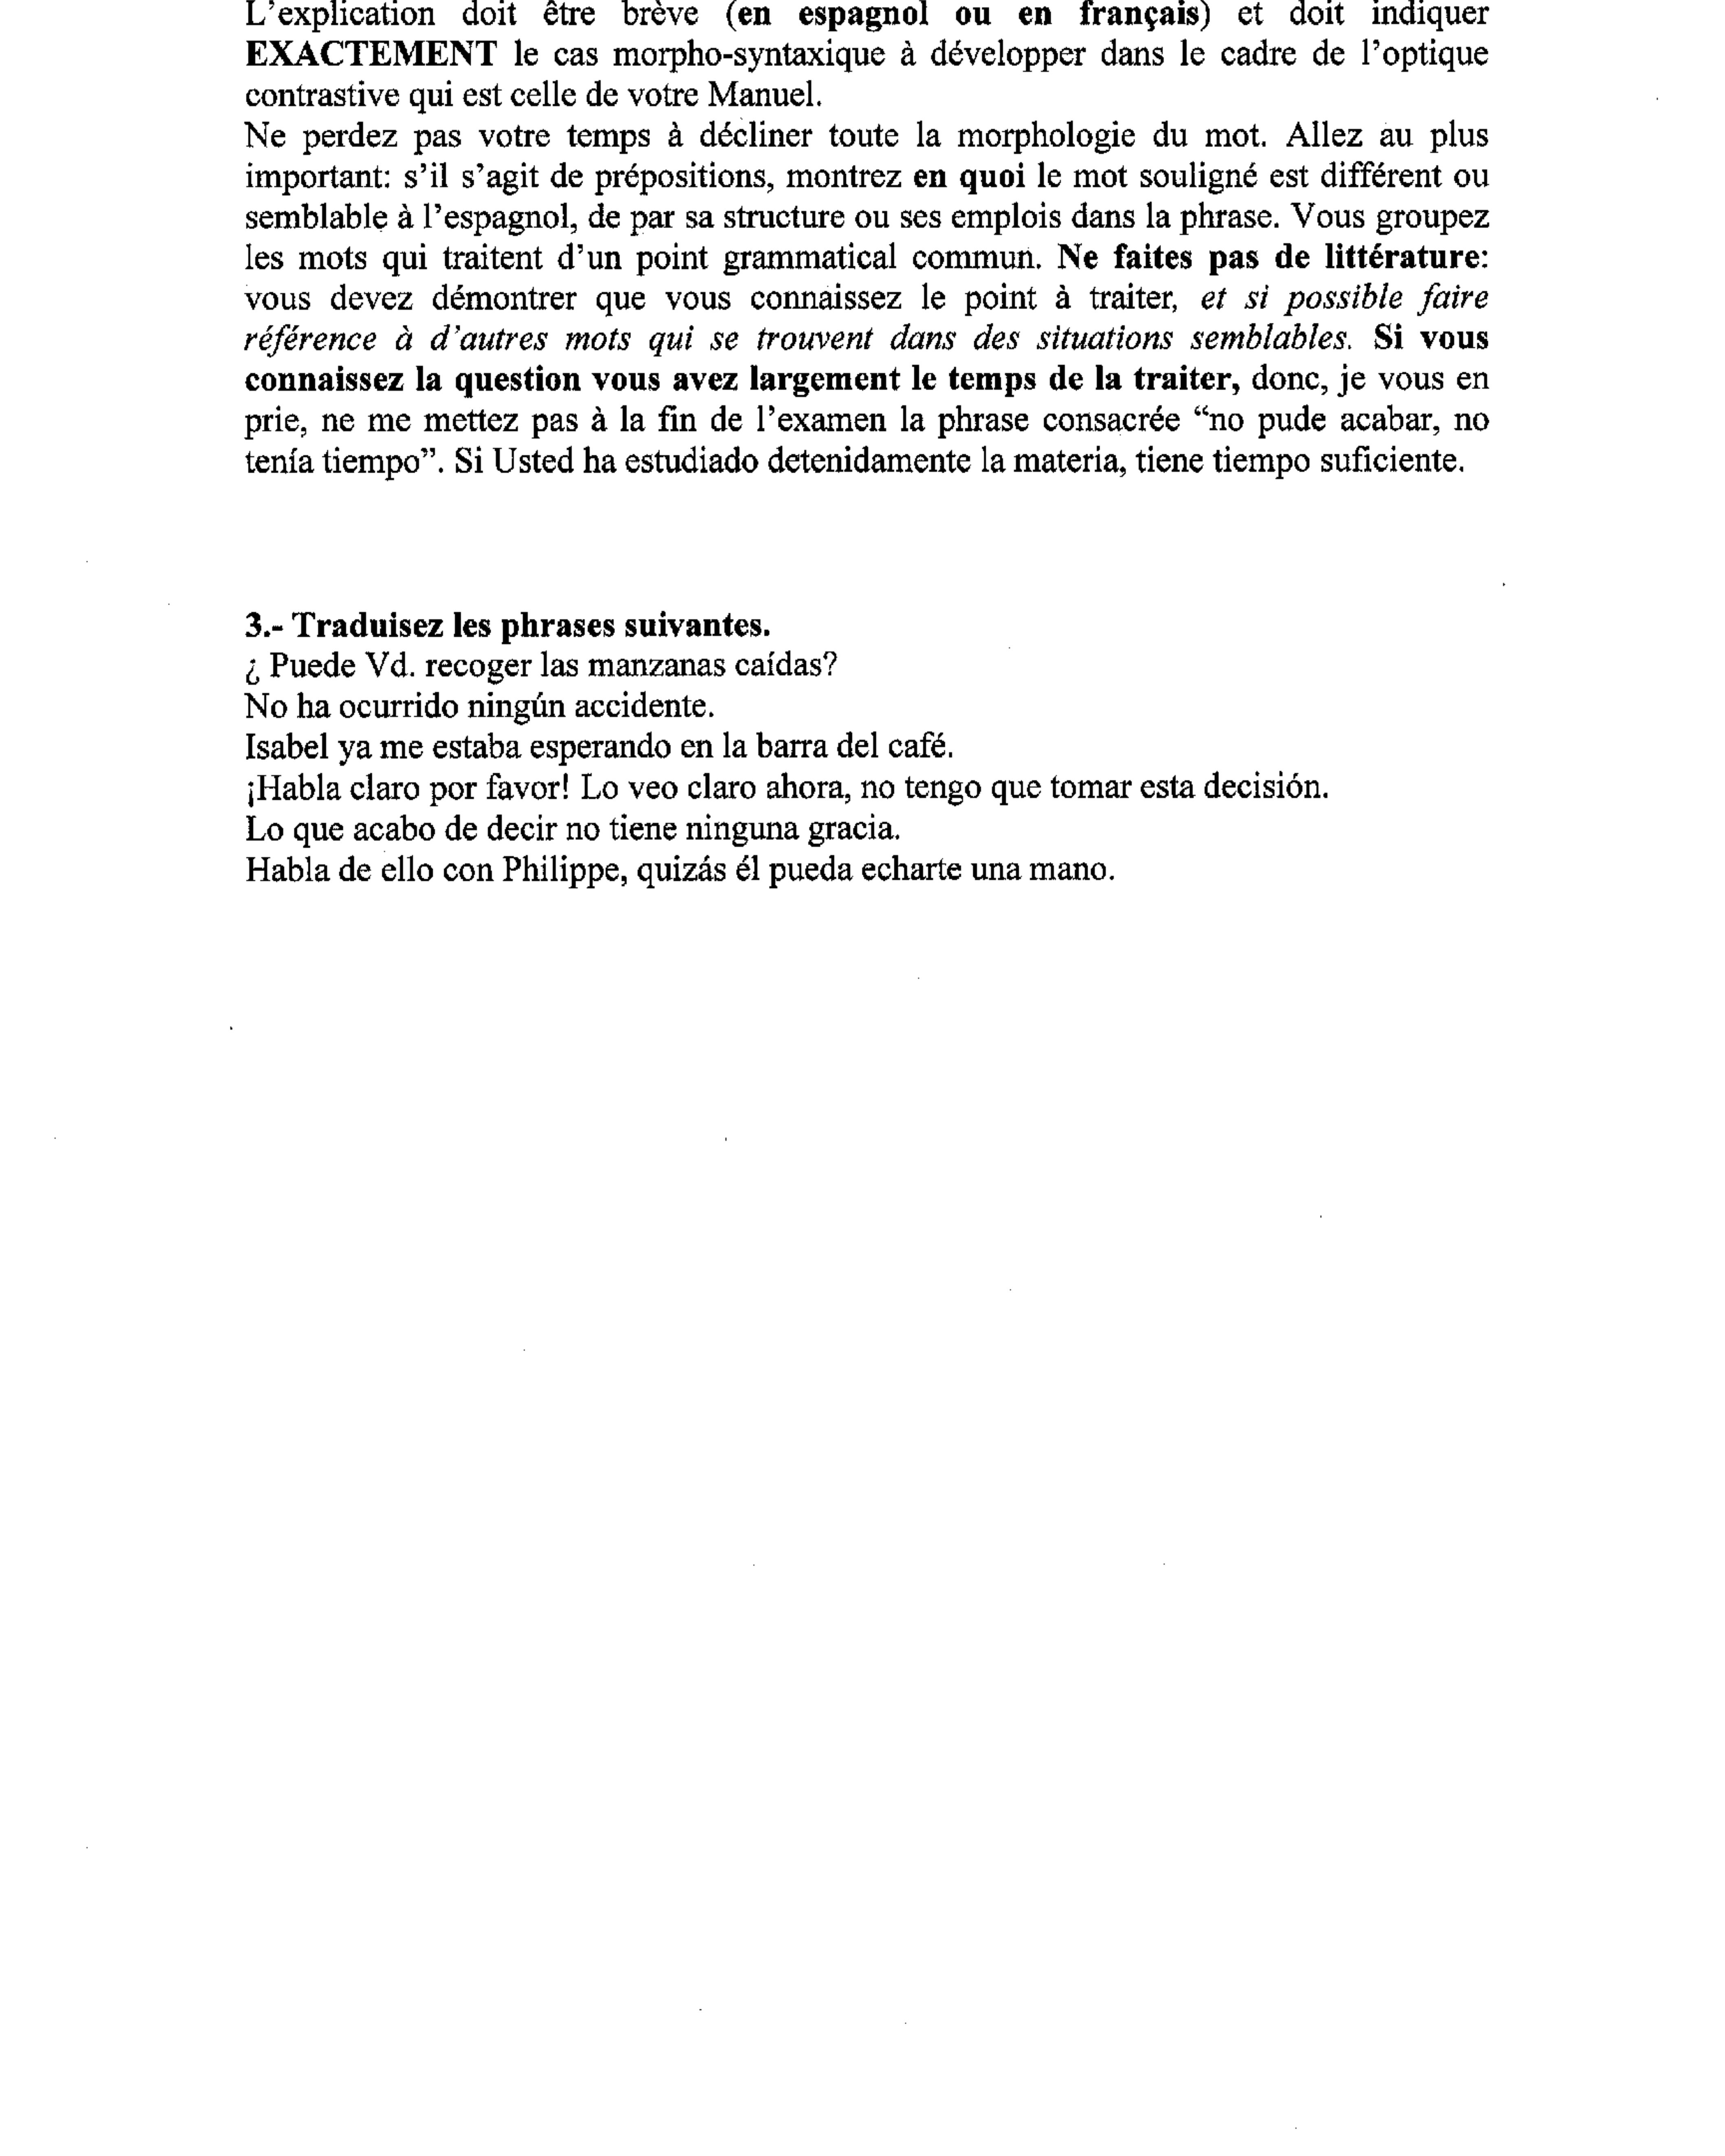 L'explication doit être brève (en espagnol ou en français) et doit indiquer
EXACTEMENT le cas morpho-syntaxique à développer dans le cadre de l'optique
contrastive qui est celle de votre Manuel.
Ne perdez pas votre temps à décliner toute la morphologie du mot. Allez au plus
important: s'il s'agit de prépositions, montrez en quoi le mot souligné est différent ou
semblable à l'espagnol, de par sa structure ou ses emplois dans la phrase. Vous groupez
les mots qui traitent d'un point grammatical commun. Ne faites pas de littérature:
vous devez démontrer que vous connaissez le point à traiter, et si possible faire
référence à d'autres mots qui se trouvent dans des situations semblables. Si vous
connaissez la question vous avez largement le temps de la traiter, donc, je vous en
prie, ne me mettez pas à la fin de l'examen la phrase consacrée “no pude acabar, no
tenía tiempo”. Si Usted ha estudiado detenidamente la materia, tiene tiempo suficiente.
3.- Traduisez les phrases suivantes.
¿ Puede Vd. recoger las manzanas caídas?
No ha ocurrido ningún accidente.
Isabel ya me estaba esperando en la barra del café.
¡Habla claro por favor! Lo veo claro ahora, no tengo que tomar esta decisión.
Lo que acabo de decir no tiene ninguna gracia.
Habla de ello con Philippe, quizás él pueda echarte una mano.